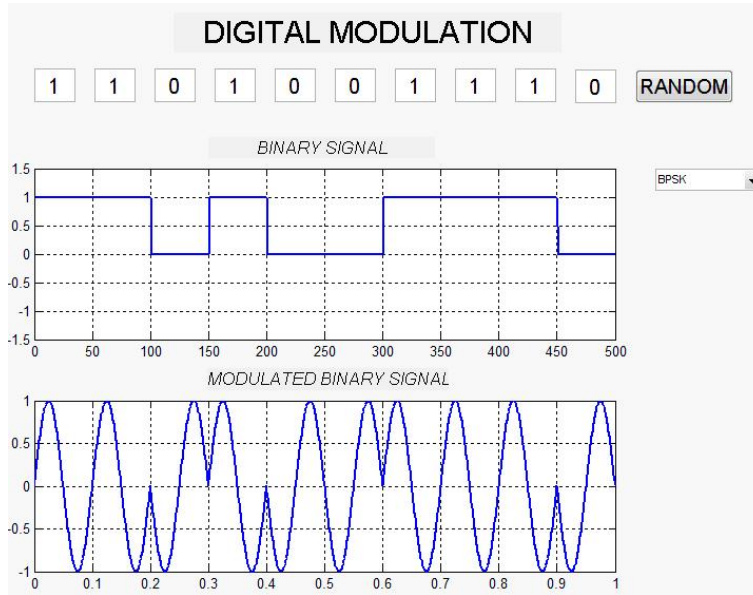 DIGITAL MODULATION
1 1 0 1 0 0 1 1 1 0 RANDOM
BINARY SIGNAL
BPSK
1.5
1
0.5
0
-0.5
-1
-1.5
0 50 100 150 200 250 300 350 400 450 500
MODULATED BINARY SIGNAL
1
0.5
0
-0.5
-1
0 0.1 0.2 0.3 0.4 0.5 0.6 0.7 0.8 0.9 1